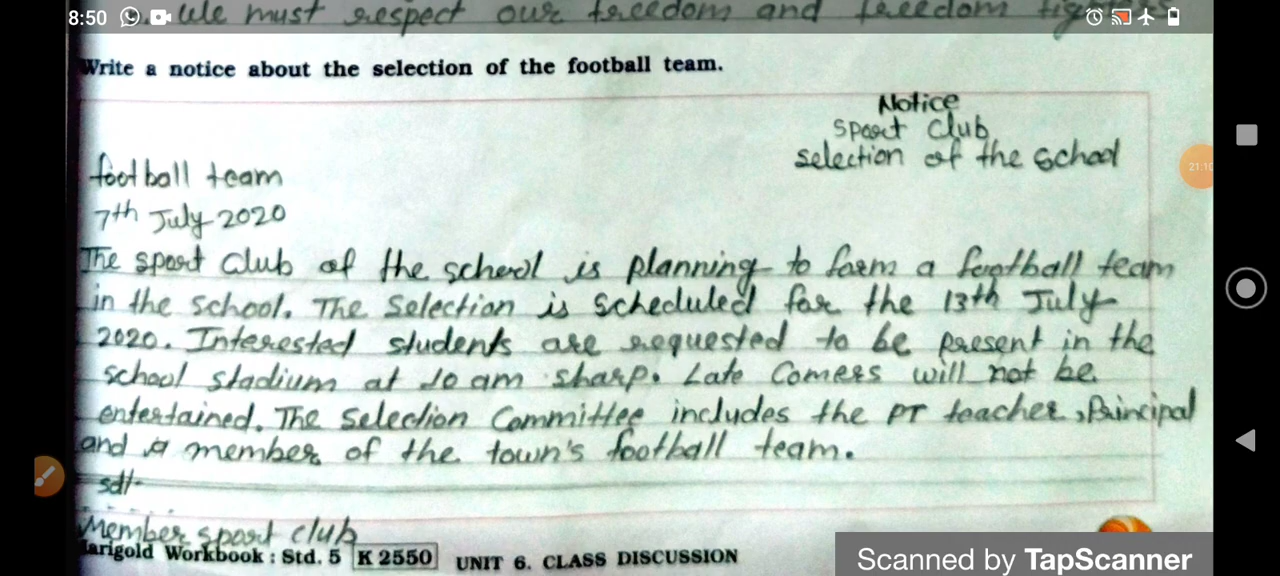 8:50
We must respect our freedom and freedom
Write a notice about the selection of the football team.
Notice
Sport Club
selection of the school
football team
7th July 2020
The sport club of the school is planning to form a football team
in the school. The Selection is Scheduled for the 13th July
2020. Interested students are requested to be present in the
school stadium at 10 am sharp. Late Comers will not be
entertained. The Selection Committee includes the PT teacher, Principal
and a member of the town's football team.
sd/-
Member sport club
Marigold Workbook : Std. 5 K 2550 UNIT 6. CLASS DISCUSSION
21:10
Scanned by TapScanner